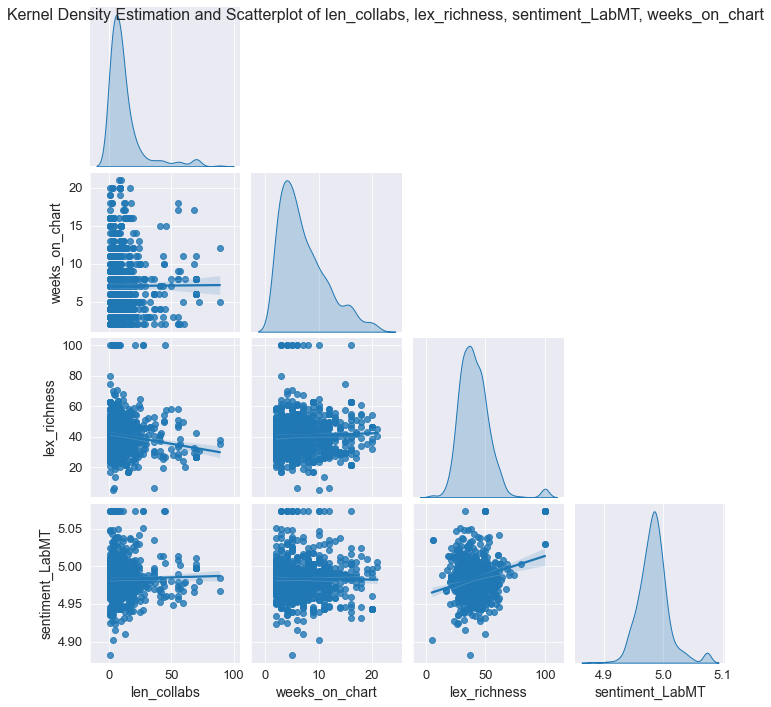 Kernel Density Estimation and Scatterplot of len_collabs, lex_richness, sentiment_LabMT, weeks_on_chart
20
15
10
5
weeks_on_chart
100
80
60
40
20
lex_richness
5.05
5.00
4.95
4.90
sentiment_LabMT
0 50 100
0 10 20
0 50 100
4.9 5.0 5.1
len_collabs
weeks_on_chart
lex_richness
sentiment_LabMT